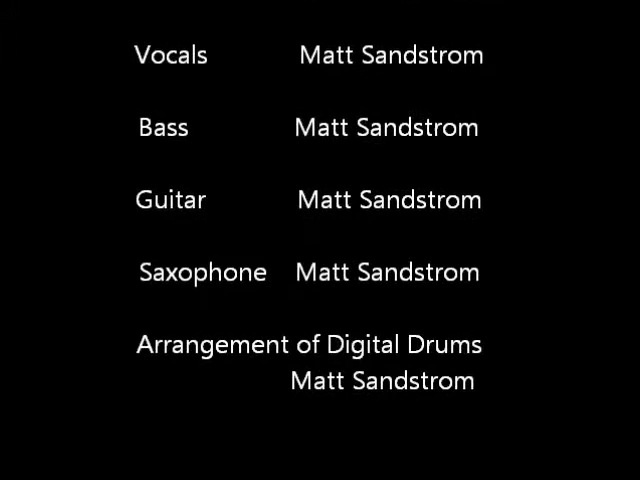 Vocals Matt Sandstrom
Bass Matt Sandstrom
Guitar Matt Sandstrom
Saxophone Matt Sandstrom
Arrangement of Digital Drums
Matt Sandstrom